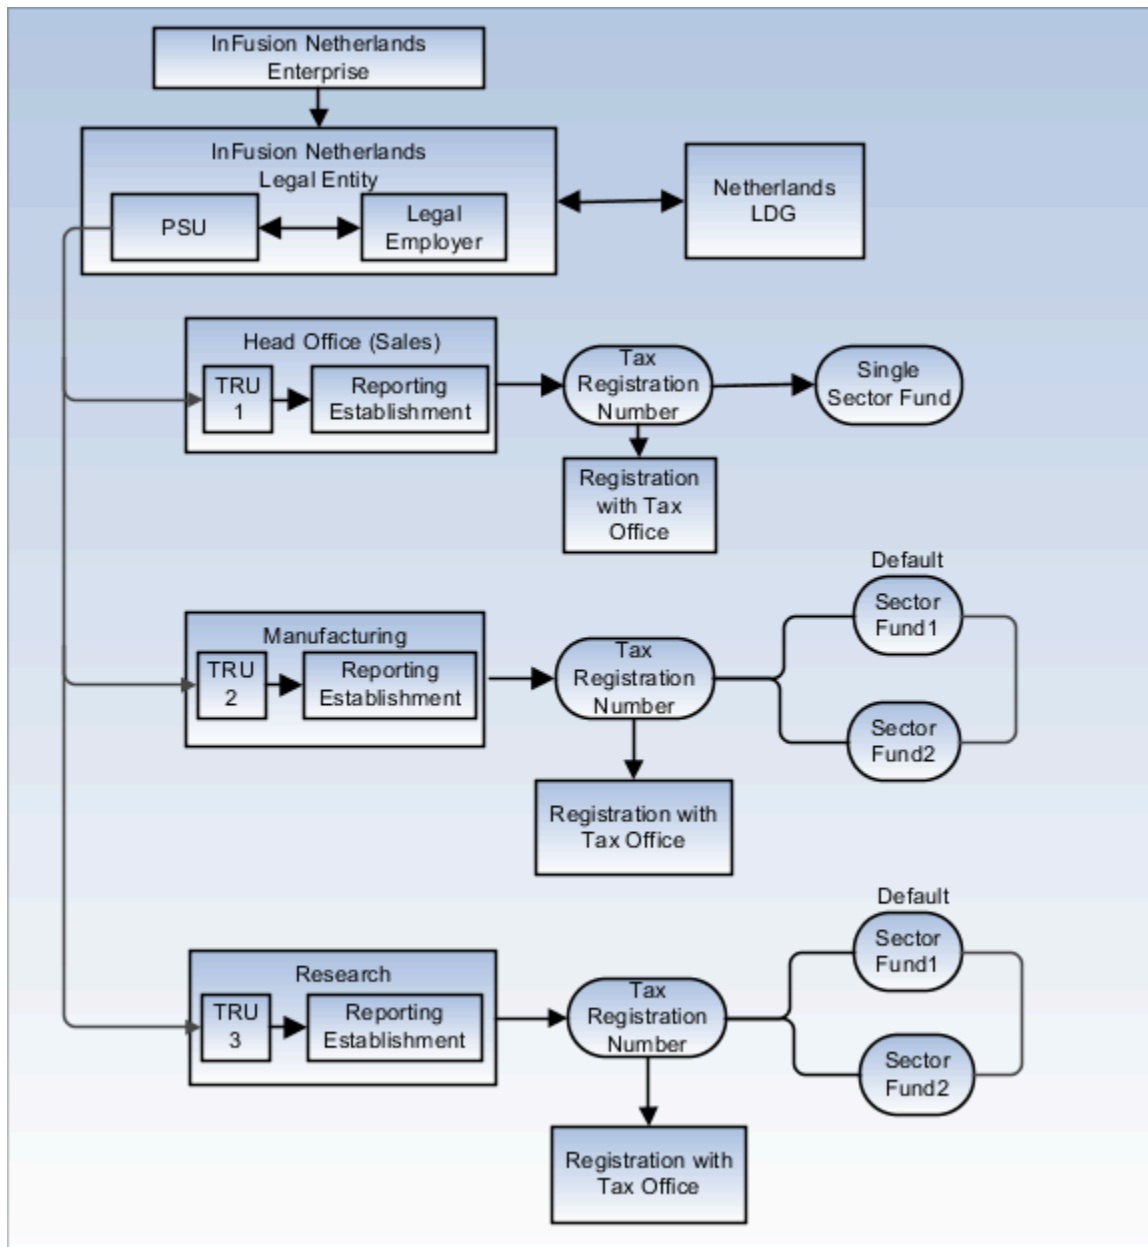 InFusion Netherlands
Enterprise
InFusion Netherlands
Legal Entity
PSU
Legal
Employer
Netherlands
LDG
Head Office (Sales)
TRU
1
Reporting
Establishment
Tax
Registration
Number
Single
Sector Fund
Registration
with Tax
Office
Manufacturing
TRU
2
Reporting
Establishment
Tax
Registration
Number
Default
Sector
Fund1
Sector
Fund2
Registration with
Tax Office
Research
TRU
3
Reporting
Establishment
Tax
Registration
Number
Default
Sector
Fund1
Sector
Fund2
Registration with
Tax Office